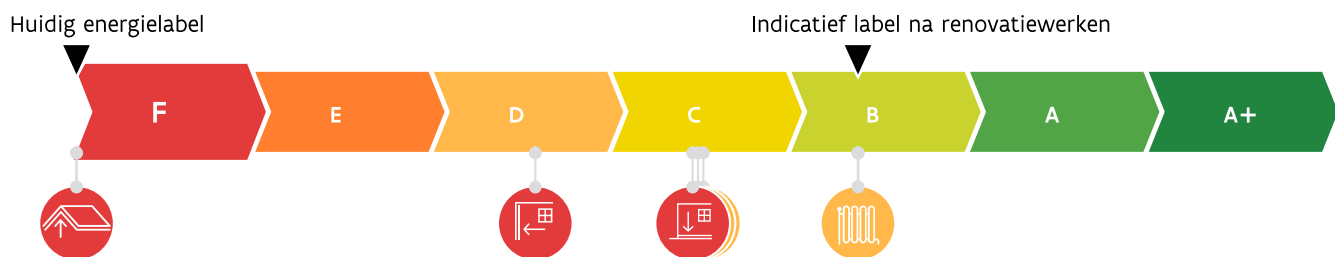 Huidig energielabel
Indicatief label na renovatiewerken
F
E
D
C
B
A
A+